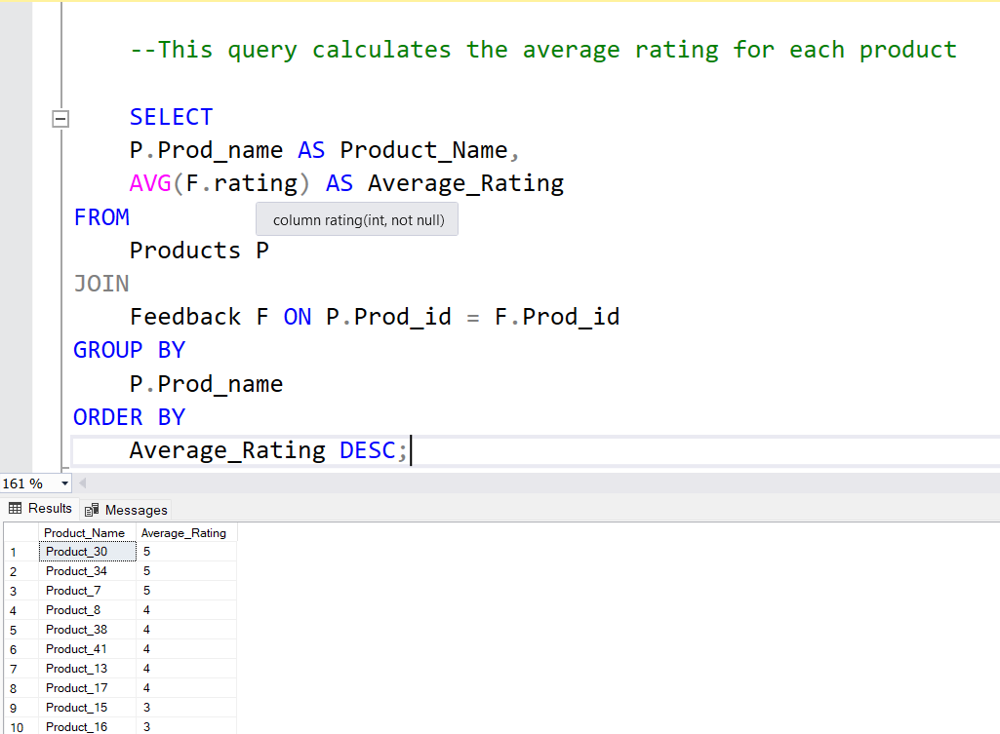 --This query calculates the average rating for each product
SELECT
P.Prod_name AS Product_Name,
AVG(F.rating) AS Average_Rating
FROM
column rating(int, not null)
Products P
JOIN
Feedback F ON P.Prod_id = F.Prod_id
GROUP BY
P.Prod_name
ORDER BY
Average_Rating DESC;
161 %
Results Messages
Product_Name Average_Rating
1 Product_30 5
2 Product_34 5
3 Product_7 5
4 Product_8 4
5 Product_38 4
6 Product_41 4
7 Product_13 4
8 Product_17 4
9 Product_15 3
10 Product_16 3